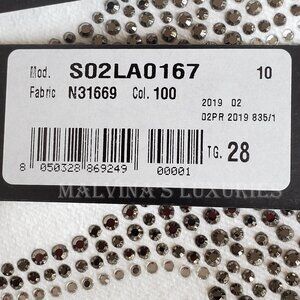 Mod. S02LA0167 10
Fabric N31669 Col. 100
2019 02
02PR 2019 835/1
TG. 28
8 050328 869249 00001
MALVINA'S LUXURIES